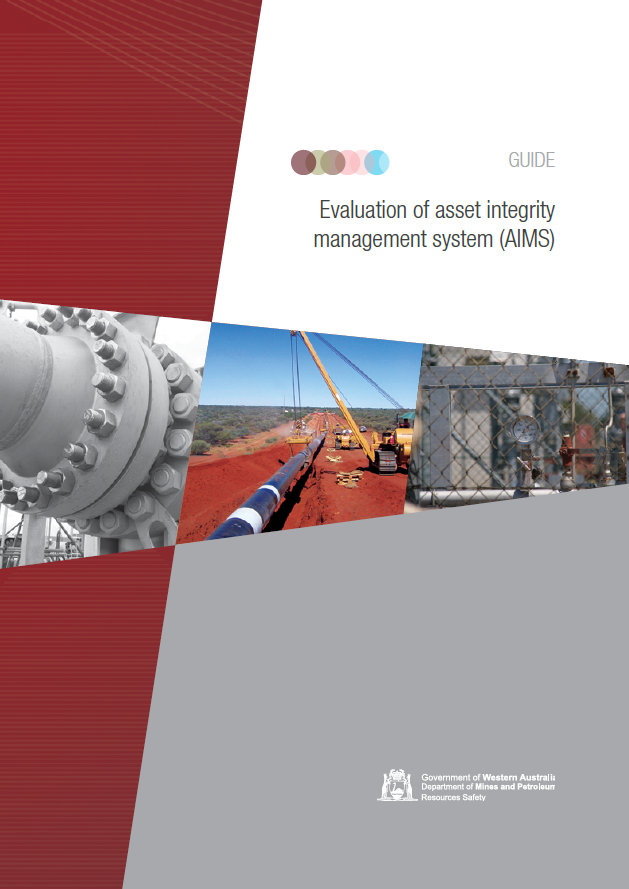 GUIDE
Evaluation of asset integrity
management system (AIMS)
Government of Western Australia
Department of Mines and Petroleum
Resources Safety